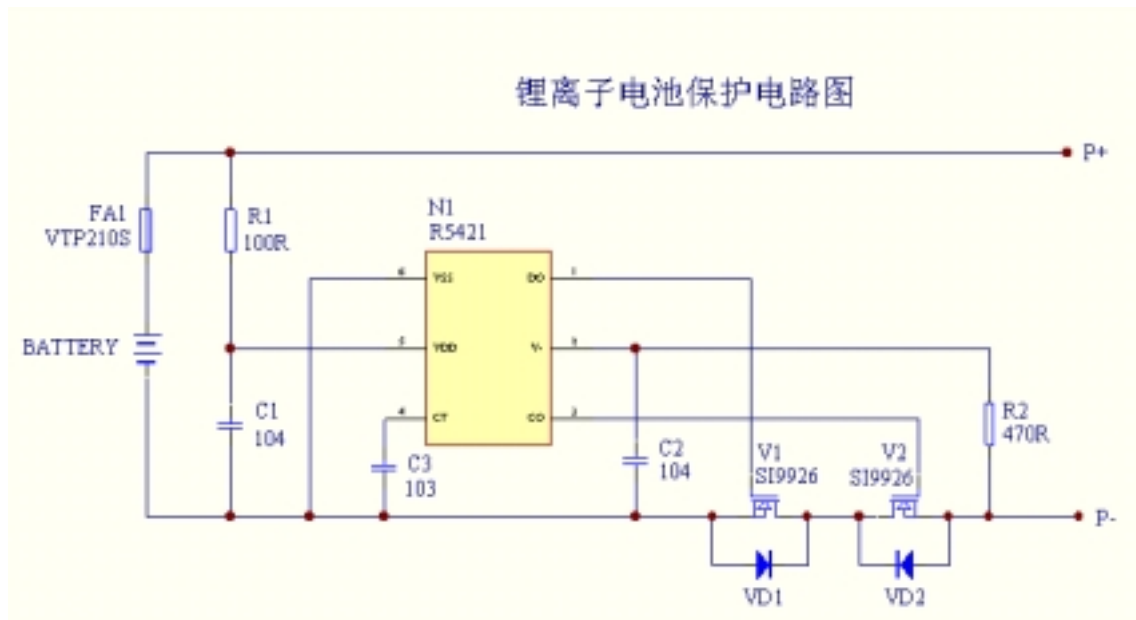 锂离子电池保护电路图
P+
FA1
VTP210S
R1
100R
N1
R5421
6
VSS
DO
1
BATTERY
5
VDD
V-
CT
4
CO
C1
104
C3
103
C2
104
V1
SI9926
V2
SI9926
R2
470R
P-
VD1
VD2